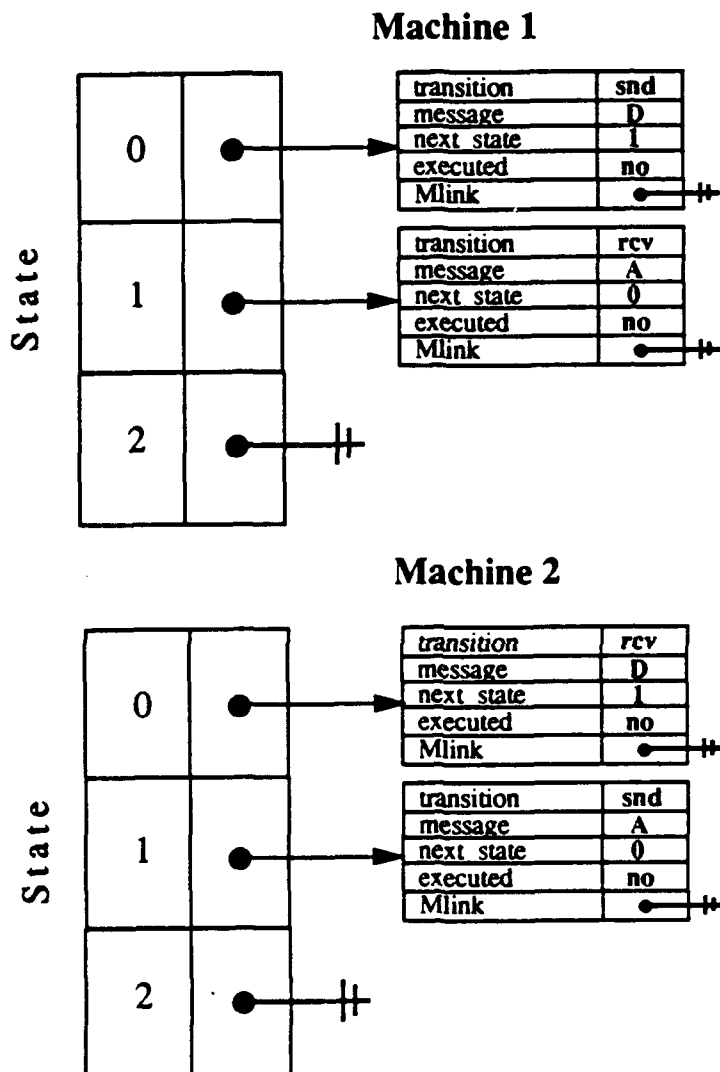 Machine 1
State
0
1
2
transition snd
message D
next state 1
executed no
Mlink
transition rcv
message A
next state 0
executed no
Mlink
Machine 2
State
0
1
2
transition rcv
message D
next state 1
executed no
Mlink
transition snd
message A
next state 0
executed no
Mlink